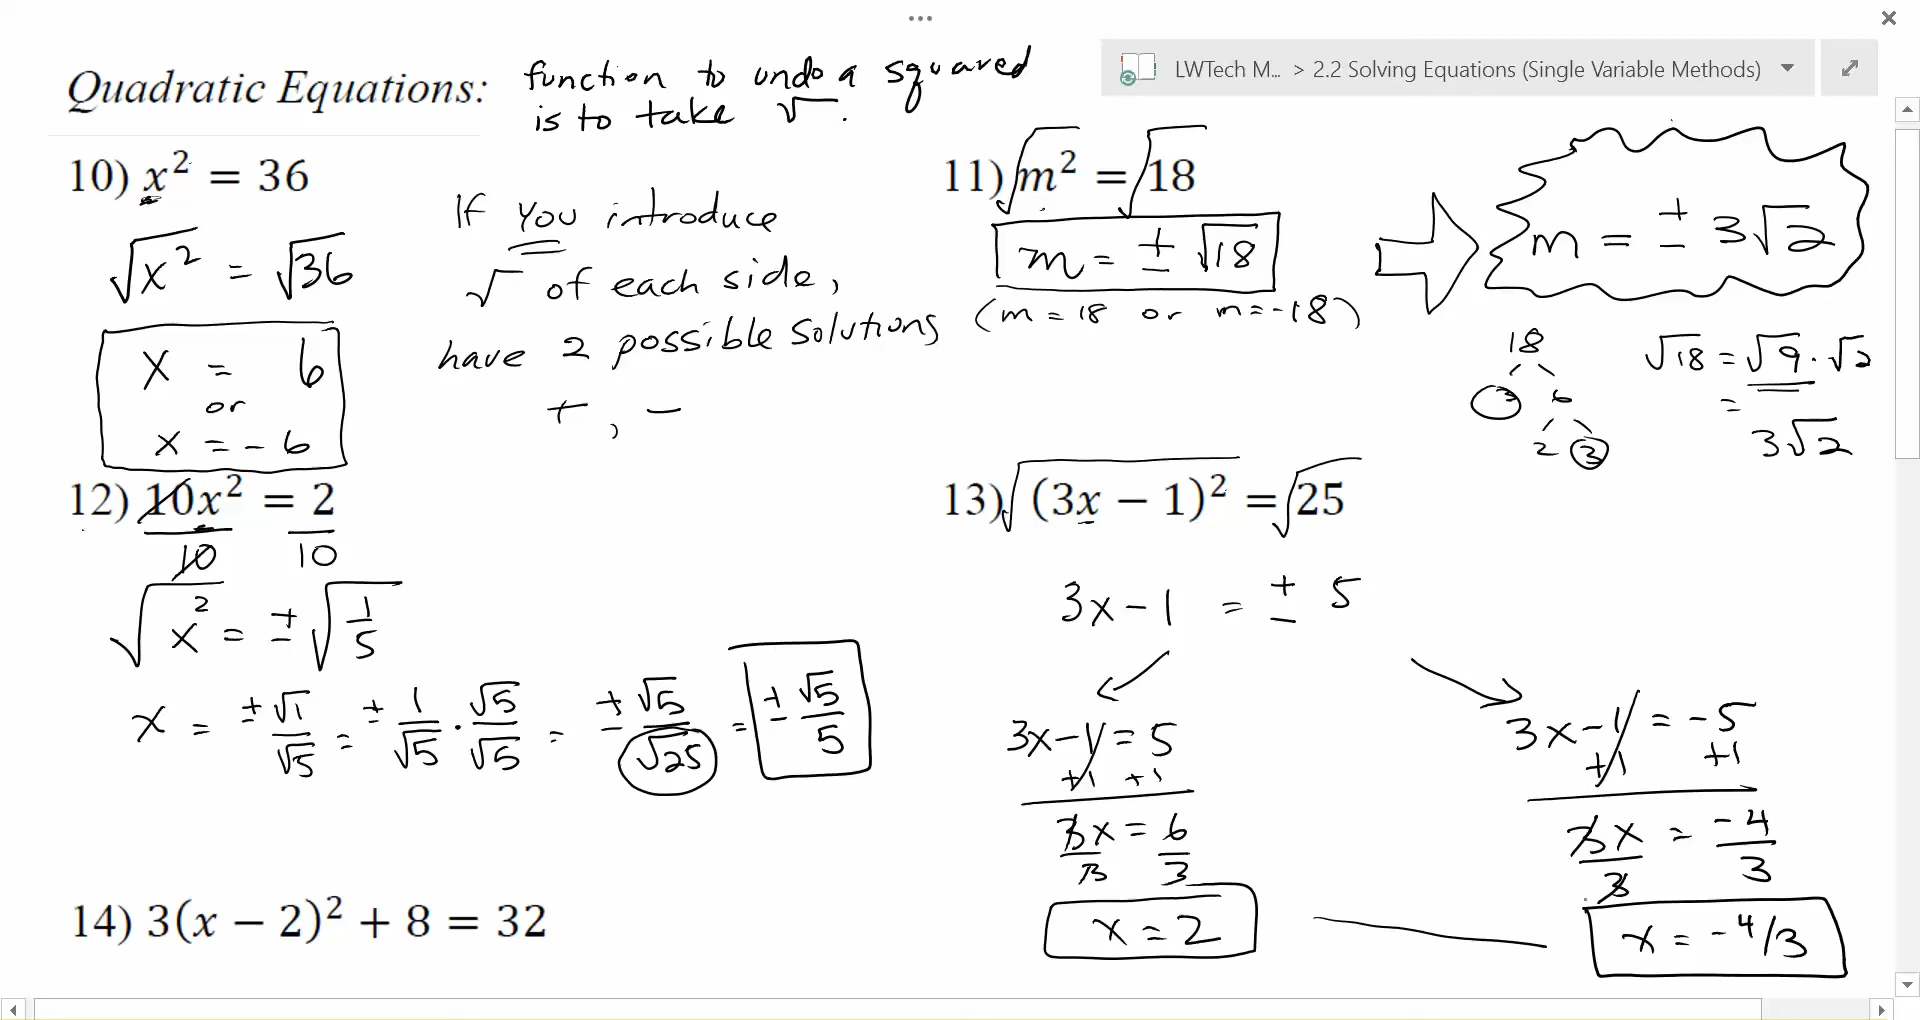 Quadratic Equations:
function to undo a squared
is to take √ .
LWTech M... > 2.2 Solving Equations (Single Variable Methods)
10) x² = 36
√x² = √36
x = 6
or
x = -6
If you introduce
√ of each side,
have 2 possible solutions
+ , −
11) √m² = √18
m = ± √18
(m = 18 or m = -18)
m = ± 3√2
18
3 6
2 3
√18 = √9 · √2
=
3√2
12) 10x² = 2
10 10
√x² = ± √1/5
x = ± √1/√5 = ± 1/√5 · √5/√5 = ± √5/√25 = ± √5/5
13) √(3x − 1)² = √25
3x − 1 = ± 5
3x − 1 = 5
+1 +1
3x = 6
3 3
x = 2
3x − 1 = −5
+1 +1
3x = −4
3 3
x = −4/3
14) 3(x − 2)² + 8 = 32